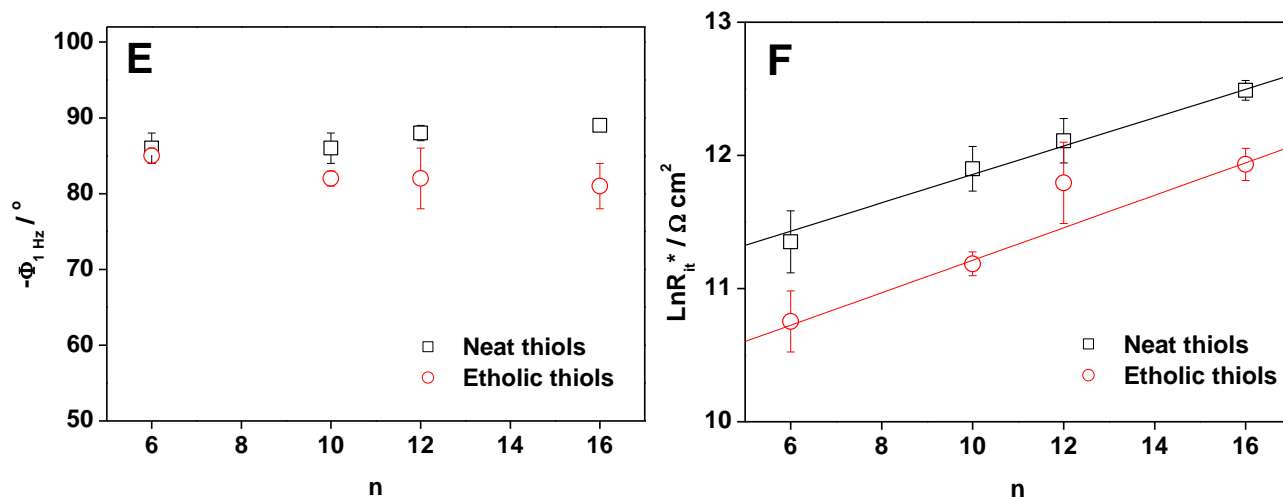 E
100
90
80
70
60
50
6 8 10 12 14 16
-Φ1 Hz / °
n
Neat thiols
Etholic thiols
F
13
12
11
10
6 8 10 12 14 16
LnRit* / Ω cm2
n
Neat thiols
Etholic thiols